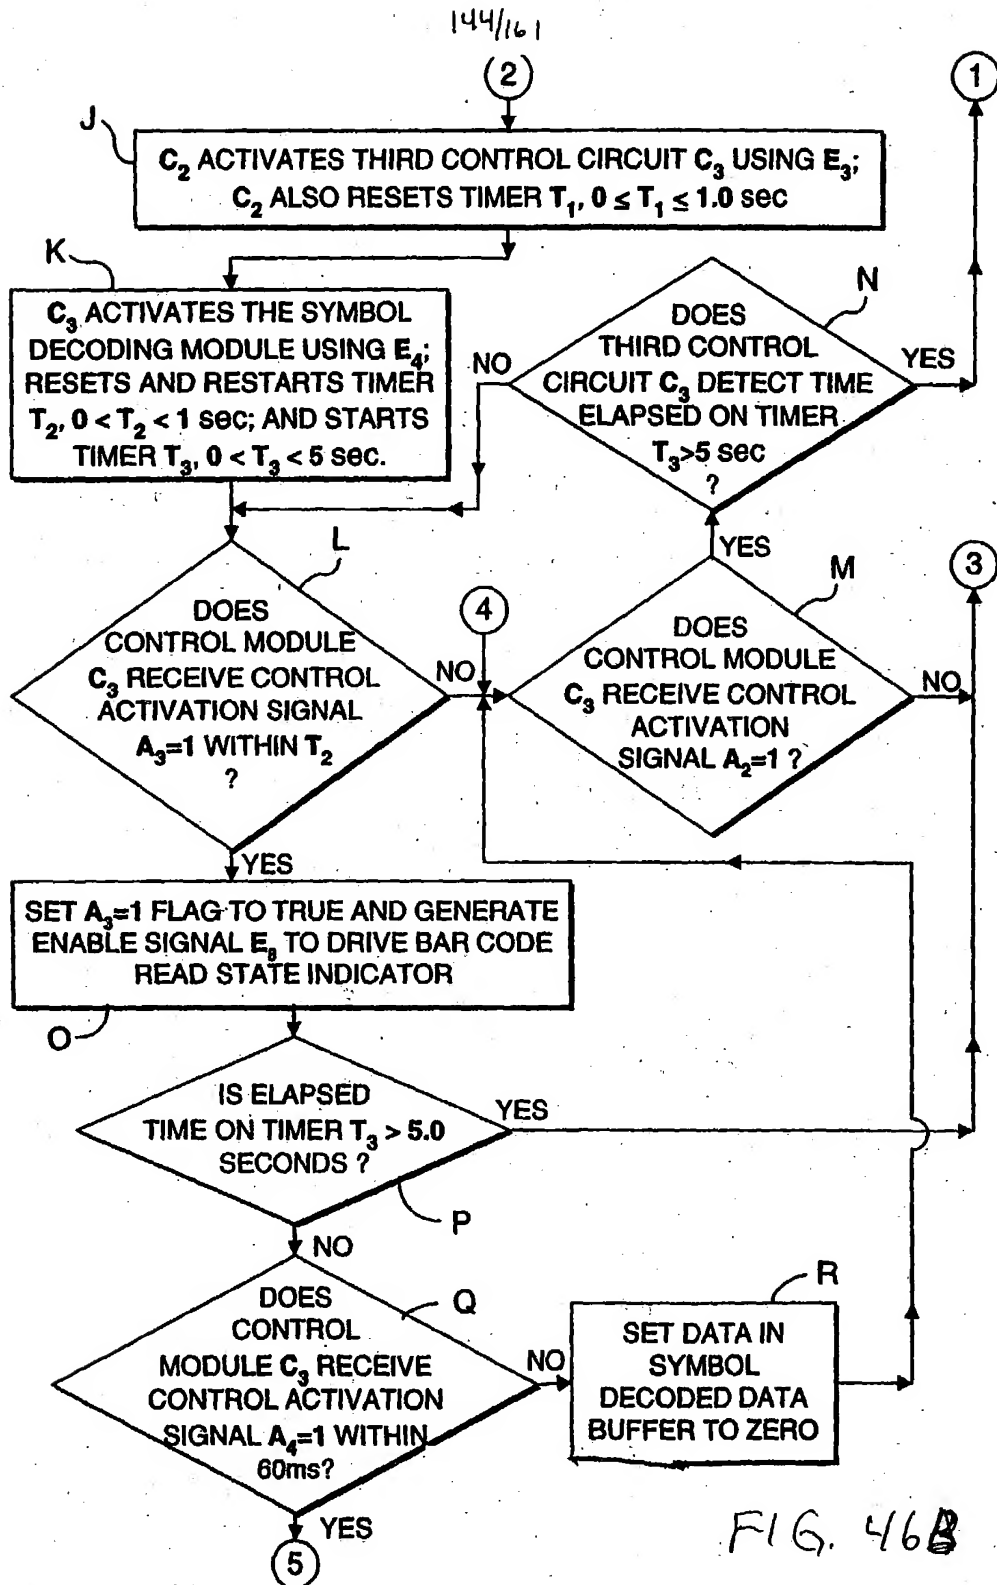 144/161
2
1
J
C₂ ACTIVATES THIRD CONTROL CIRCUIT C₃ USING E₃;
C₂ ALSO RESETS TIMER T₁, 0 ≤ T₁ ≤ 1.0 sec
K
C₃ ACTIVATES THE SYMBOL
DECODING MODULE USING E₄;
RESETS AND RESTARTS TIMER
T₂, 0 < T₂ < 1 sec; AND STARTS
TIMER T₃, 0 < T₃ < 5 sec.
N
DOES
THIRD CONTROL
CIRCUIT C₃ DETECT TIME
ELAPSED ON TIMER
T₃>5 sec
?
NO
YES
L
DOES
CONTROL MODULE
C₃ RECEIVE CONTROL
ACTIVATION SIGNAL
A₃=1 WITHIN T₂
?
NO
YES
4
M
DOES
CONTROL MODULE
C₃ RECEIVE CONTROL
ACTIVATION
SIGNAL A₂=1 ?
YES
NO
3
SET A₃=1 FLAG TO TRUE AND GENERATE
ENABLE SIGNAL E₈ TO DRIVE BAR CODE
READ STATE INDICATOR
O
IS ELAPSED
TIME ON TIMER T₃ > 5.0
SECONDS ?
YES
P
NO
DOES
CONTROL
MODULE C₃ RECEIVE
CONTROL ACTIVATION
SIGNAL A₄=1 WITHIN
60ms?
Q
NO
R
SET DATA IN
SYMBOL
DECODED DATA
BUFFER TO ZERO
YES
5
FIG. 46B